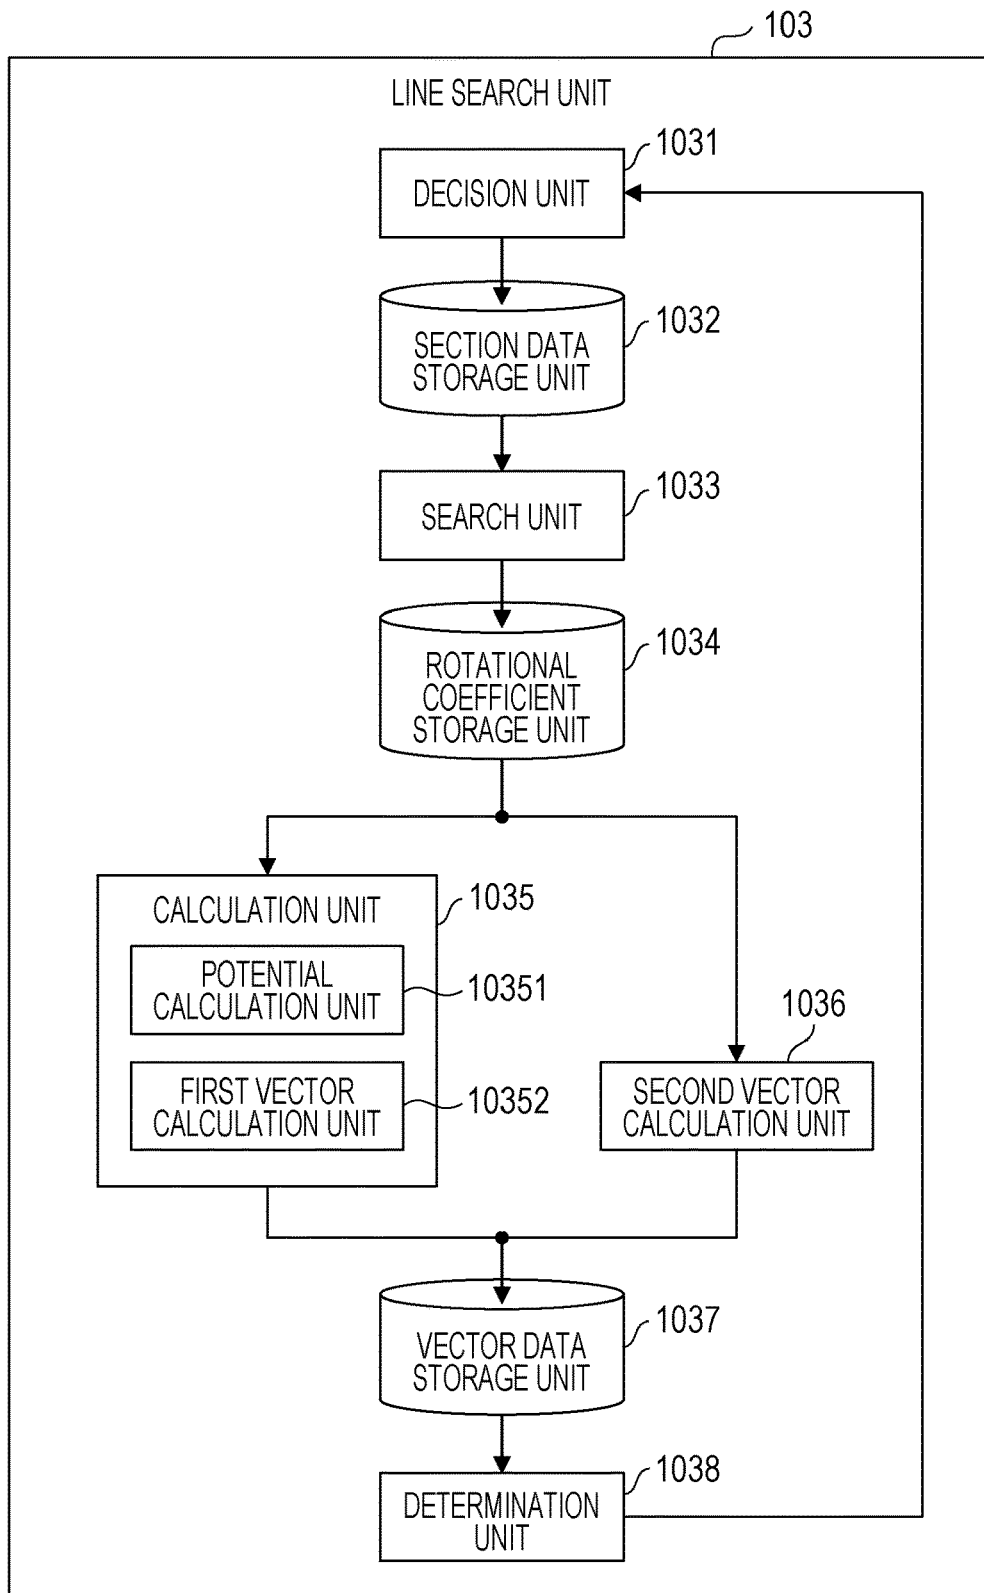 103
LINE SEARCH UNIT
1031
DECISION UNIT
1032
SECTION DATA
STORAGE UNIT
1033
SEARCH UNIT
1034
ROTATIONAL
COEFFICIENT
STORAGE UNIT
1035
CALCULATION UNIT
POTENTIAL
CALCULATION UNIT
10351
1036
FIRST VECTOR
CALCULATION UNIT
10352
SECOND VECTOR
CALCULATION UNIT
1037
VECTOR DATA
STORAGE UNIT
1038
DETERMINATION
UNIT